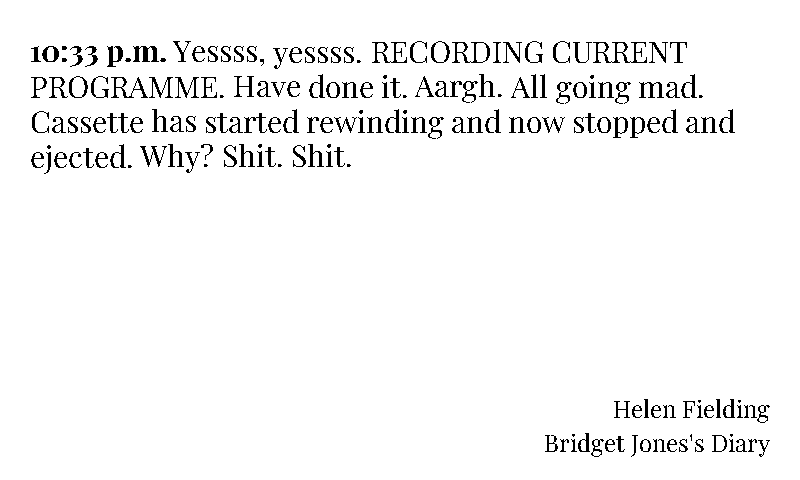 10:33 p.m. Yessss, yessss. RECORDING CURRENT
PROGRAMME. Have done it. Aargh. All going mad.
Cassette has started rewinding and now stopped and
ejected. Why? Shit. Shit.
Helen Fielding
Bridget Jones's Diary